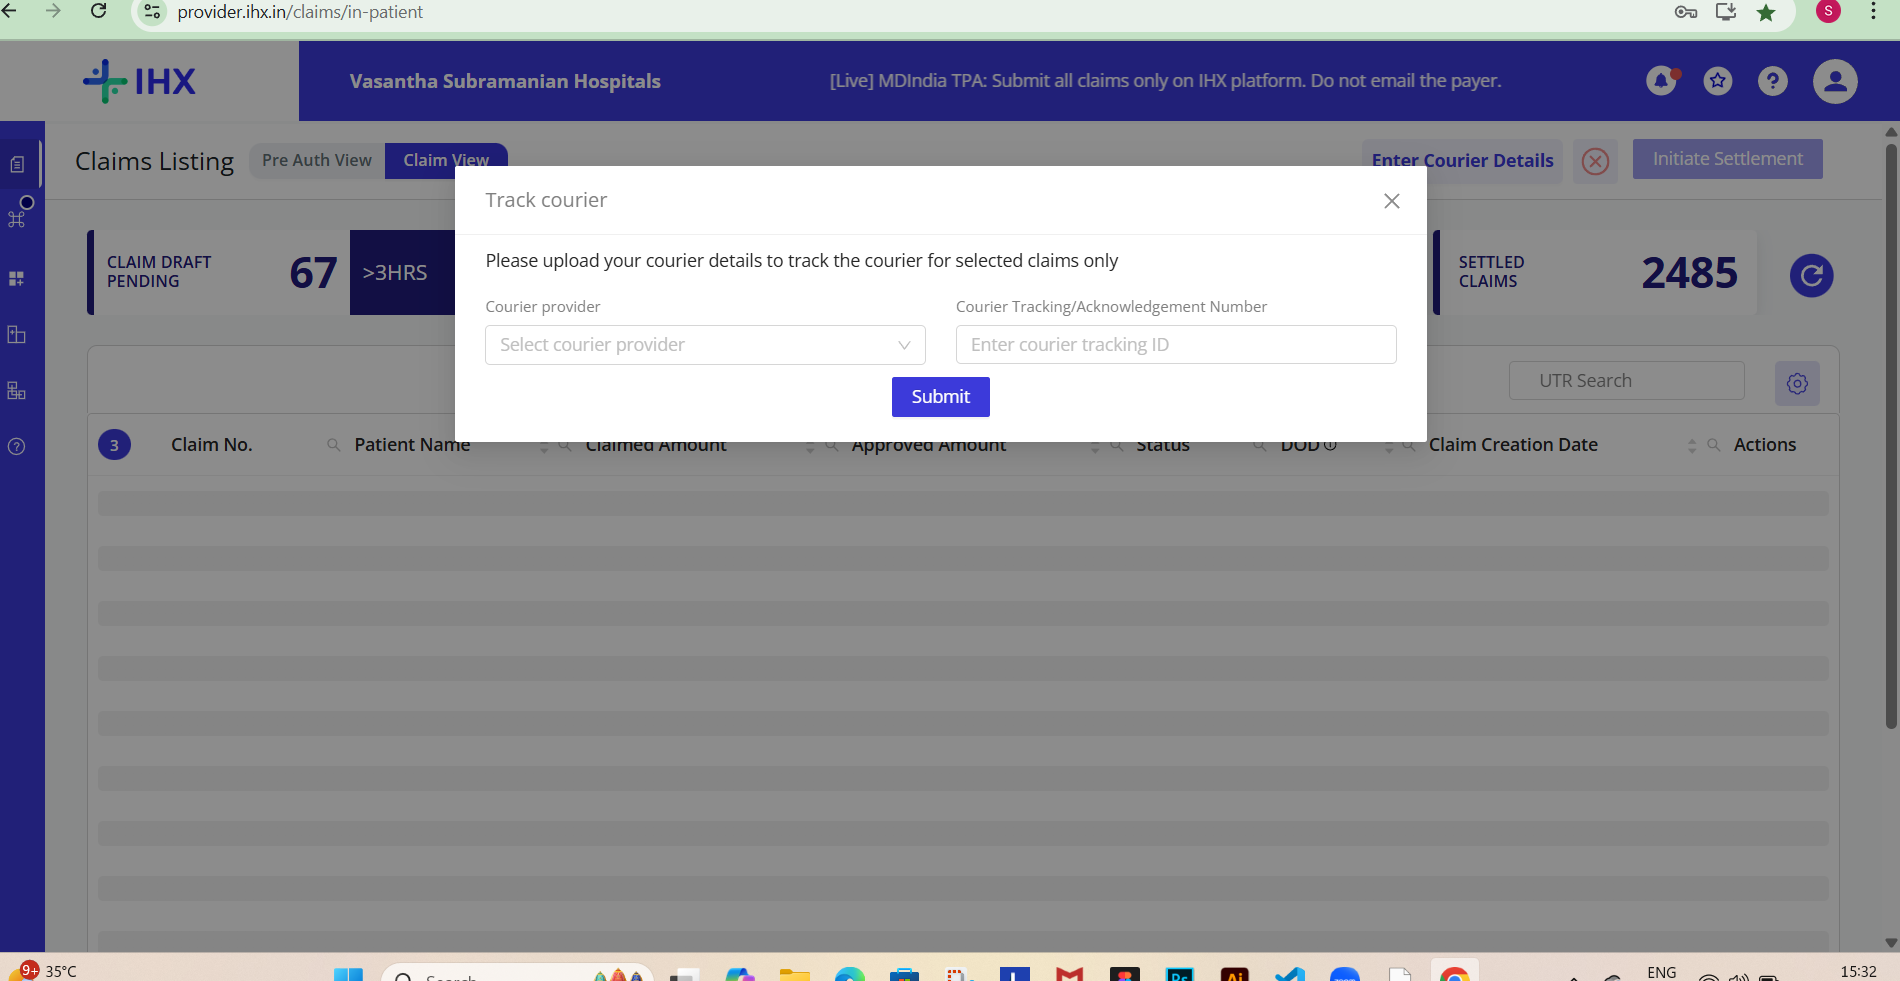 provider.ihx.in/claims/in-patient
S
IHX
Vasantha Subramanian Hospitals
[Live] MDIndia TPA: Submit all claims only on IHX platform. Do not email the payer.
Claims Listing
Pre Auth View
Claim View
Enter Courier Details
Initiate Settlement
Track courier
Please upload your courier details to track the courier for selected claims only
Courier provider
Courier Tracking/Acknowledgement Number
Select courier provider
Enter courier tracking ID
Submit
CLAIM DRAFT
PENDING
67
>3HRS
SETTLED
CLAIMS
2485
UTR Search
3
Claim No.
Patient Name
Claimed Amount
Approved Amount
Status
DOD
Claim Creation Date
Actions
9+
35°C
Search
Ps
Ai
ENG
15:32